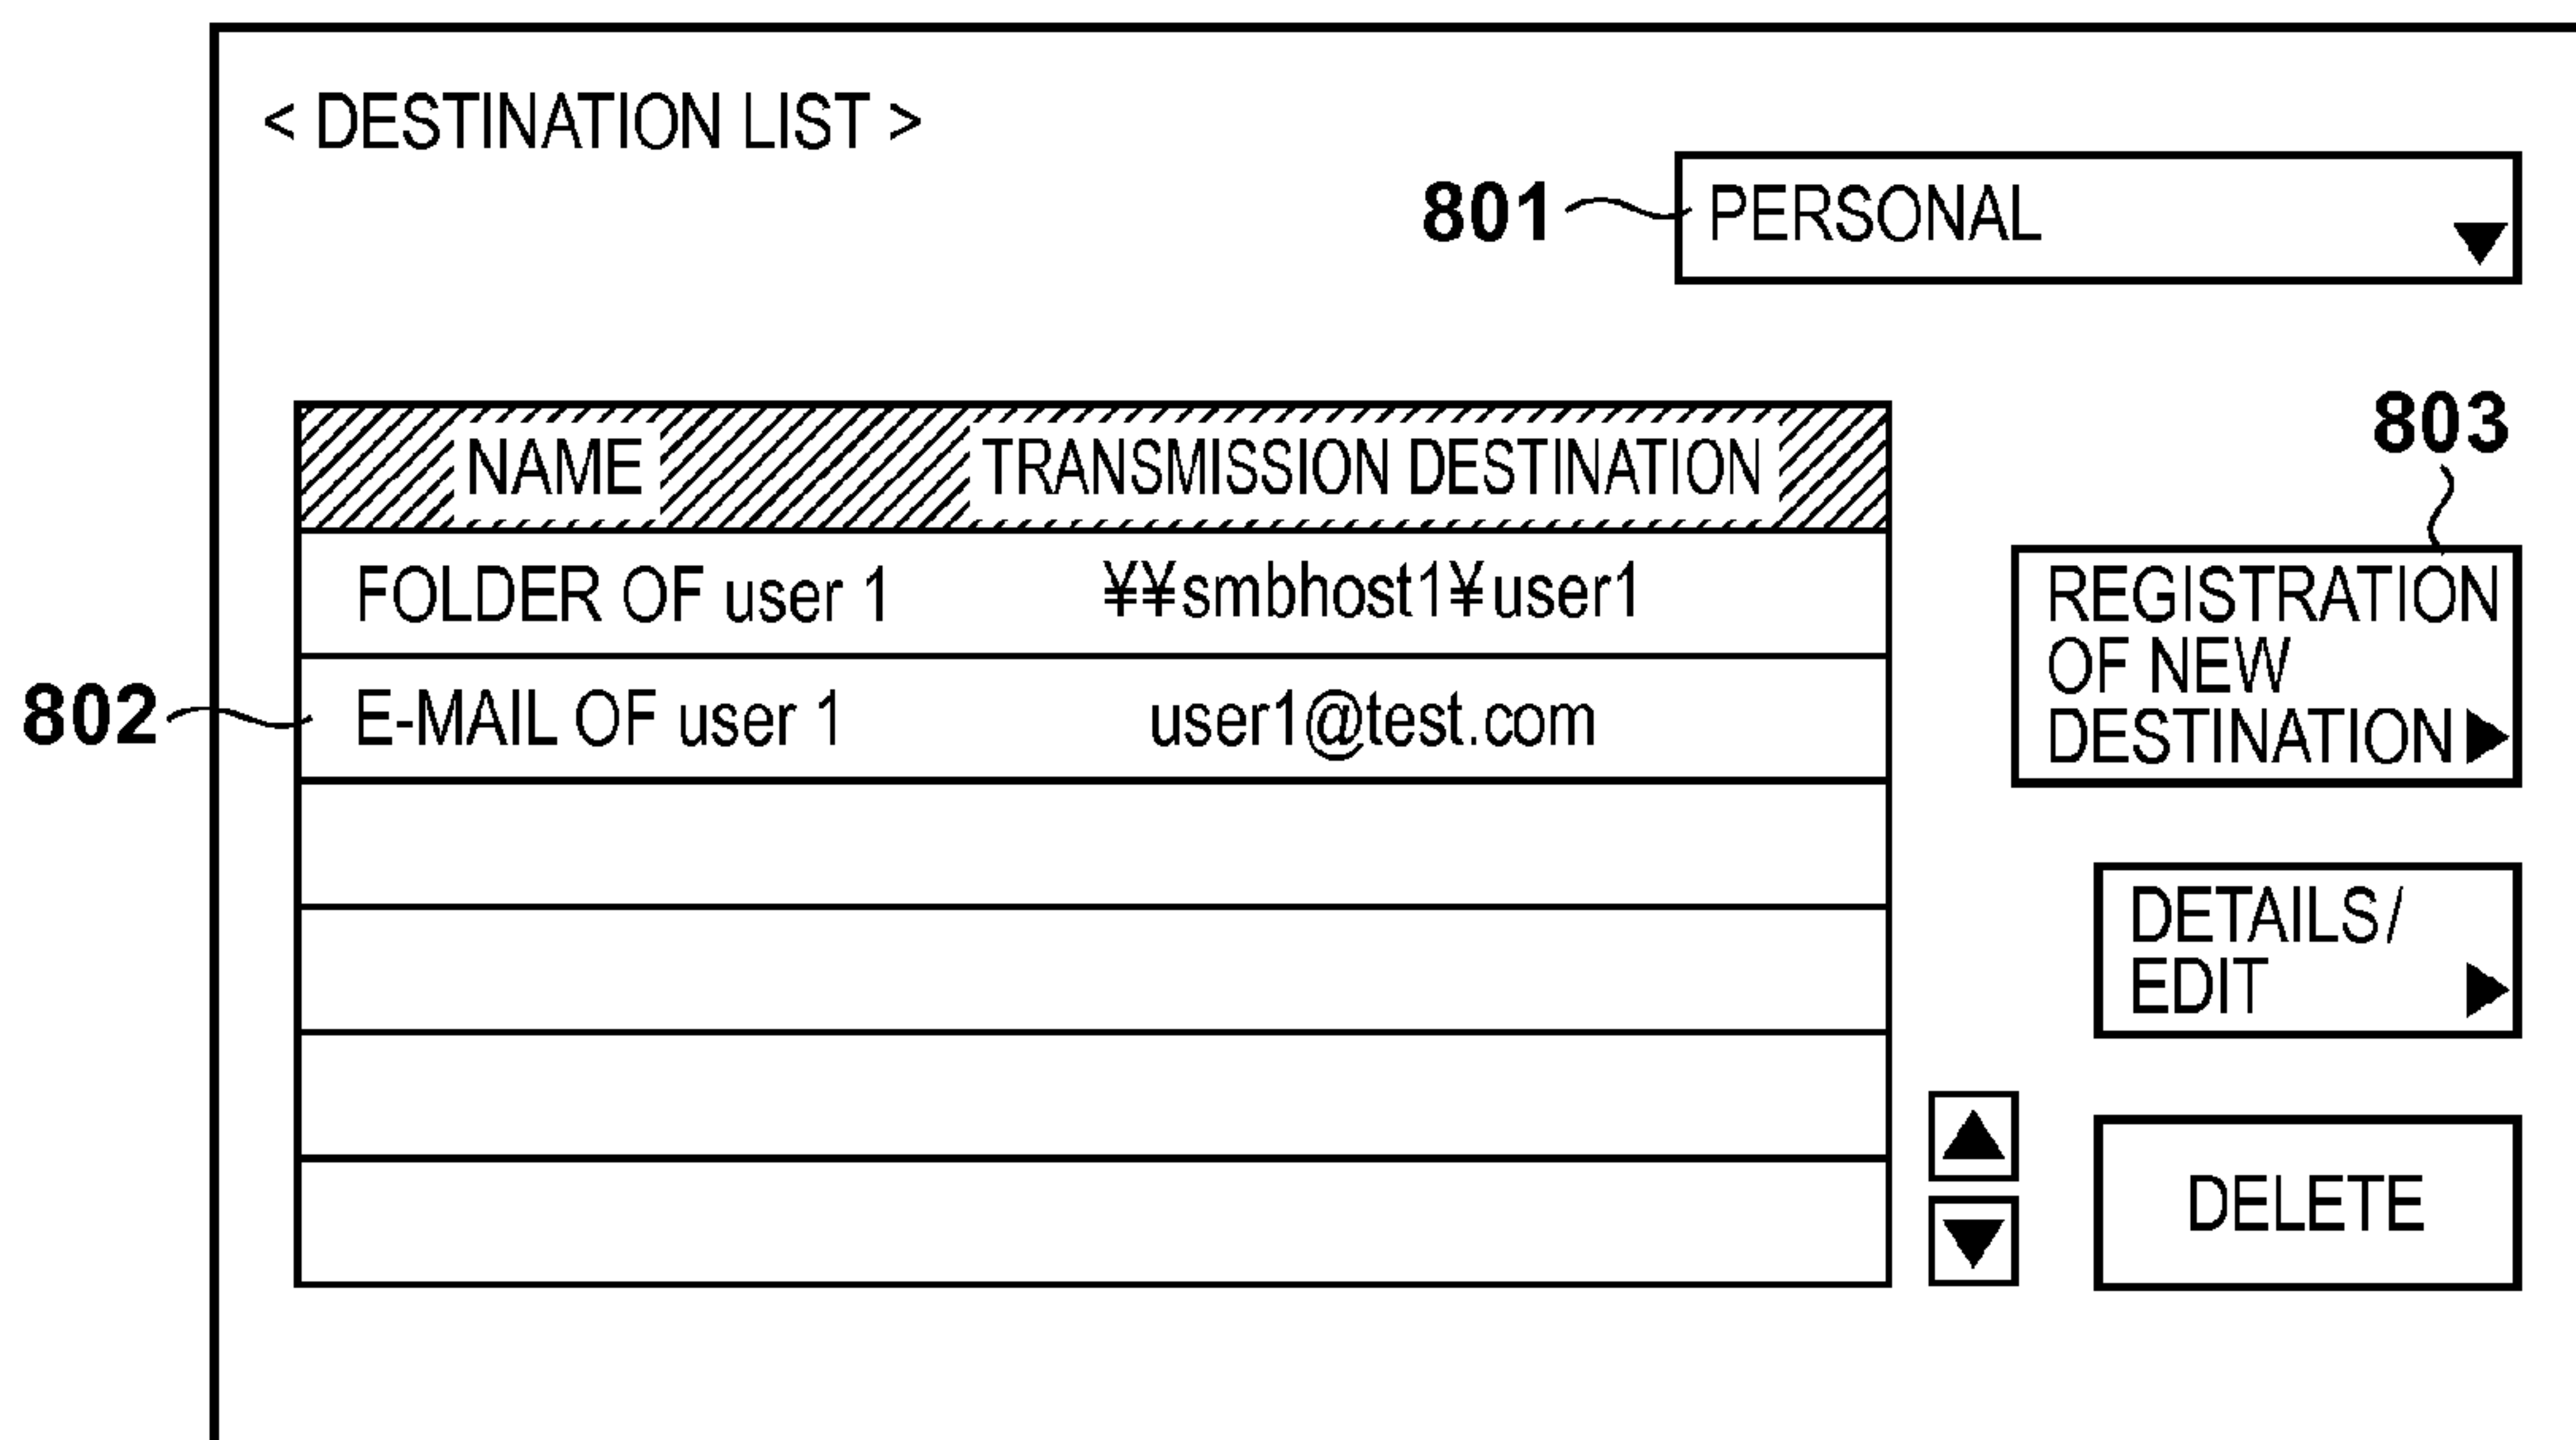 < DESTINATION LIST >
801
PERSONAL
803
NAME TRANSMISSION DESTINATION
FOLDER OF user 1 ¥¥smbhost1¥user1
802
E-MAIL OF user 1 user1@test.com
REGISTRATION
OF NEW
DESTINATION
DETAILS/
EDIT
DELETE